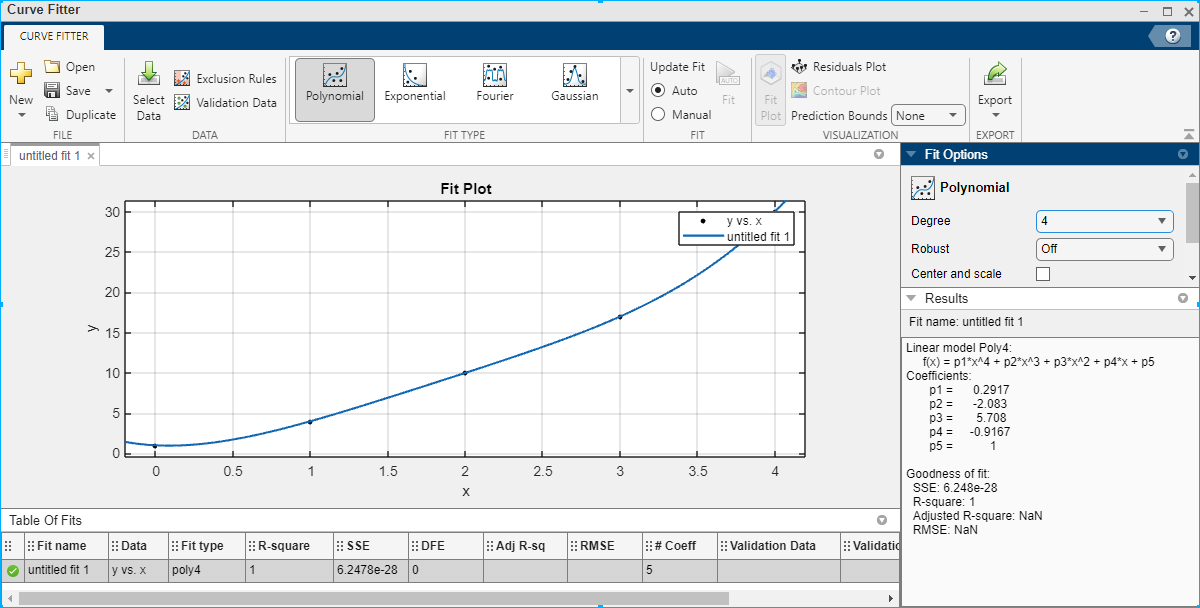 Curve Fitter
CURVE FITTER
?
New
Open
Save
Duplicate
FILE
Select
Data
Exclusion Rules
Validation Data
DATA
Polynomial
Exponential
Fourier
Gaussian
FIT TYPE
Update Fit
Auto
Manual
AUTO
Fit
FIT
Fit
Plot
Residuals Plot
Contour Plot
Prediction Bounds None
VISUALIZATION
Export
EXPORT
untitled fit 1
Fit Plot
y vs. x
untitled fit 1
30
25
20
15
10
5
0
y
0 0.5 1 1.5 2 2.5 3 3.5 4
x
Fit Options
Polynomial
Degree 4
Robust Off
Center and scale
Results
Fit name: untitled fit 1
Linear model Poly4:
f(x) = p1*x^4 + p2*x^3 + p3*x^2 + p4*x + p5
Coefficients:
p1 = 0.2917
p2 = -2.083
p3 = 5.708
p4 = -0.9167
p5 = 1
Goodness of fit:
SSE: 6.248e-28
R-square: 1
Adjusted R-square: NaN
RMSE: NaN
Table Of Fits
Fit name Data Fit type R-square SSE DFE Adj R-sq RMSE # Coeff Validation Data Validatio
untitled fit 1 y vs. x poly4 1 6.2478e-28 0 5